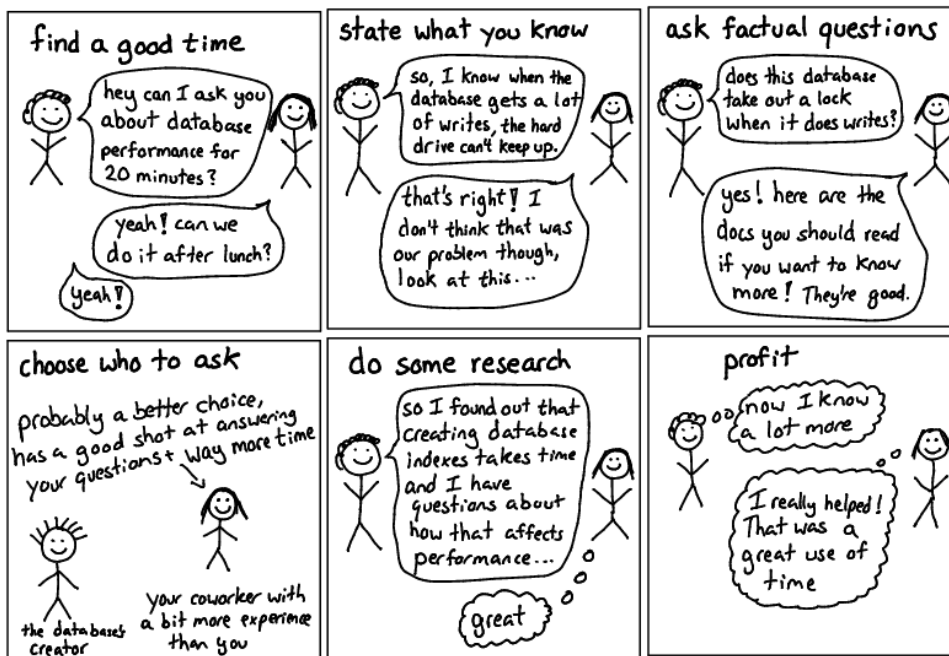 find a good time
hey can I ask you
about database
performance for
20 minutes?
yeah! can we
do it after lunch?
yeah!
state what you know
so, I know when the
database gets a lot
of writes, the hard
drive can't keep up.
that's right! I
don't think that was
our problem though,
look at this...
ask factual questions
does this database
take out a lock
when it does writes?
yes! here are the
docs you should read
if you want to know
more! They're good.
choose who to ask
probably a better choice,
has a good shot at answering
your questions + way more time
the database's
creator
your coworker with
a bit more experience
than you
do some research
so I found out that
creating database
indexes takes time
and I have
questions about
how that affects
performance...
great
profit
now I know
a lot more
I really helped!
That was a
great use of
time